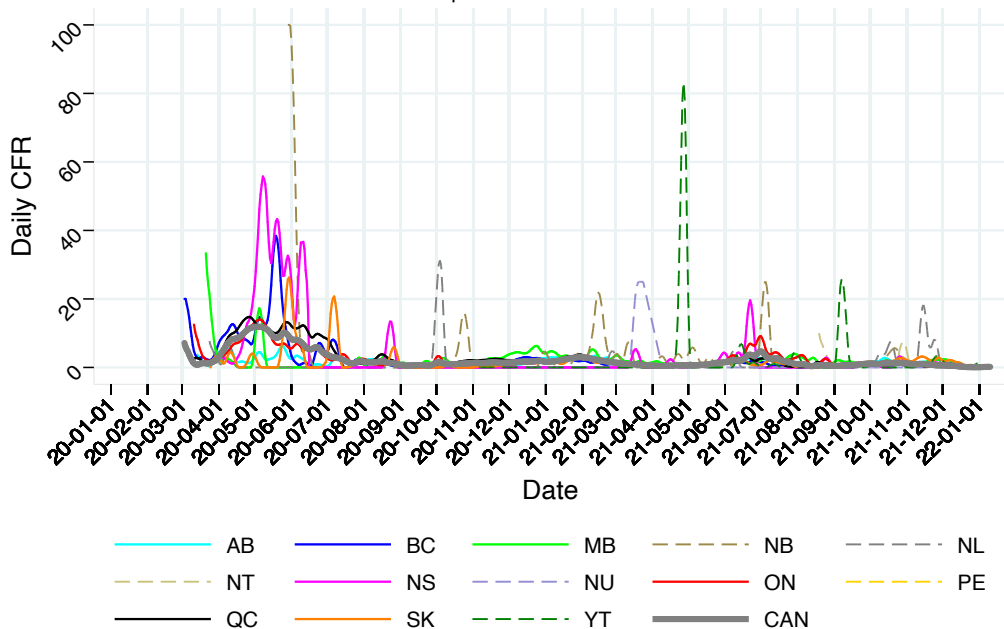 100
80
60
40
20
0
Daily CFR
20-01-01 20-02-01 20-03-01 20-04-01 20-05-01 20-06-01 20-07-01 20-08-01 20-09-01 20-10-01 20-11-01 20-12-01 21-01-01 21-02-01 21-03-01 21-04-01 21-05-01 21-06-01 21-07-01 21-08-01 21-09-01 21-10-01 21-11-01 21-12-01 22-01-01
Date
AB BC MB NB NL
NT NS NU ON PE
QC SK YT CAN